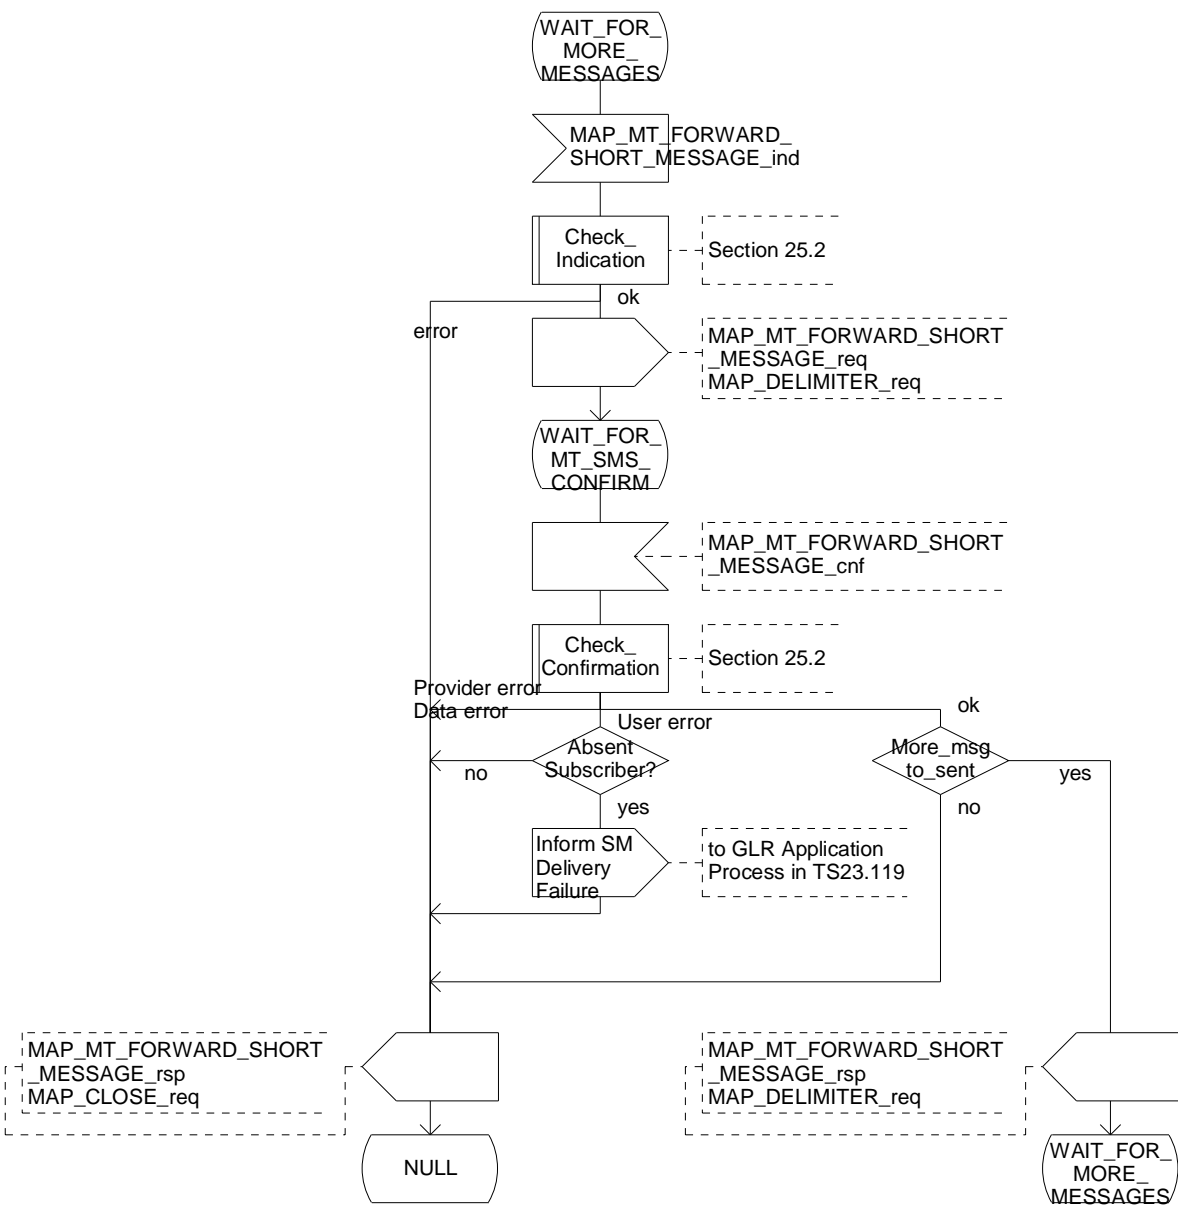 WAIT_FOR_
MORE_
MESSAGES
MAP_MT_FORWARD_
SHORT_MESSAGE_ind
Check_
Indication
Section 25.2
ok
error
MAP_MT_FORWARD_SHORT
_MESSAGE_req
MAP_DELIMITER_req
WAIT_FOR_
MT_SMS_
CONFIRM
MAP_MT_FORWARD_SHORT
_MESSAGE_cnf
Check_
Confirmation
Section 25.2
Provider error
Data error
User error
ok
Absent
Subscriber?
no
yes
More_msg
to_sent
yes
no
Inform SM
Delivery
Failure
to GLR Application
Process in TS23.119
MAP_MT_FORWARD_SHORT
_MESSAGE_rsp
MAP_CLOSE_req
MAP_MT_FORWARD_SHORT
_MESSAGE_rsp
MAP_DELIMITER_req
NULL
WAIT_FOR_
MORE_
MESSAGES